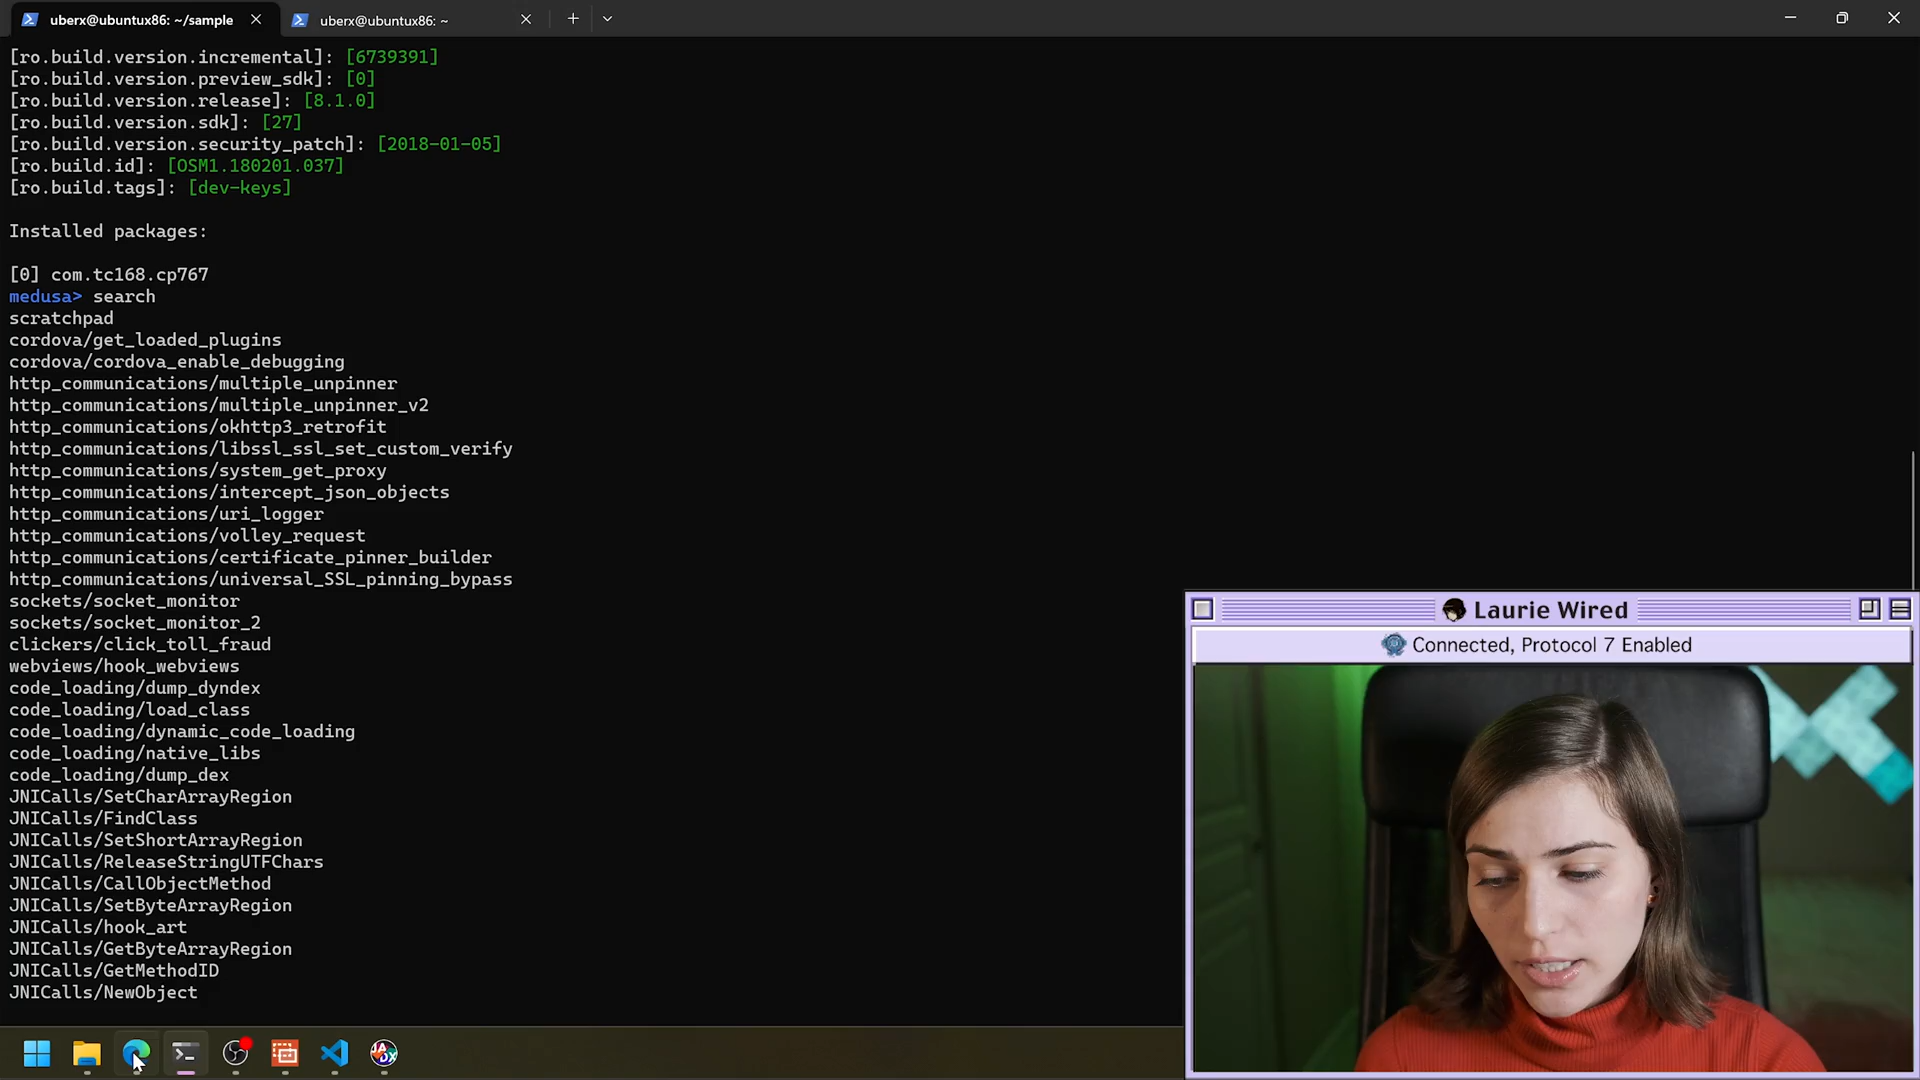 uberx@ubuntux86: ~/sample
uberx@ubuntux86: ~
[ro.build.version.incremental]: [6739391]
[ro.build.version.preview_sdk]: [0]
[ro.build.version.release]: [8.1.0]
[ro.build.version.sdk]: [27]
[ro.build.version.security_patch]: [2018-01-05]
[ro.build.id]: [OSM1.180201.037]
[ro.build.tags]: [dev-keys]
Installed packages:
[0] com.tc168.cp767
medusa> search
scratchpad
cordova/get_loaded_plugins
cordova/cordova_enable_debugging
http_communications/multiple_unpinner
http_communications/multiple_unpinner_v2
http_communications/okhttp3_retrofit
http_communications/libssl_ssl_set_custom_verify
http_communications/system_get_proxy
http_communications/intercept_json_objects
http_communications/uri_logger
http_communications/volley_request
http_communications/certificate_pinner_builder
http_communications/universal_SSL_pinning_bypass
sockets/socket_monitor
sockets/socket_monitor_2
clickers/click_toll_fraud
webviews/hook_webviews
code_loading/dump_dyndex
code_loading/load_class
code_loading/dynamic_code_loading
code_loading/native_libs
code_loading/dump_dex
JNICalls/SetCharArrayRegion
JNICalls/FindClass
JNICalls/SetShortArrayRegion
JNICalls/ReleaseStringUTFChars
JNICalls/CallObjectMethod
JNICalls/SetByteArrayRegion
JNICalls/hook_art
JNICalls/GetByteArrayRegion
JNICalls/GetMethodID
JNICalls/NewObject
Laurie Wired
Connected, Protocol 7 Enabled
JADX